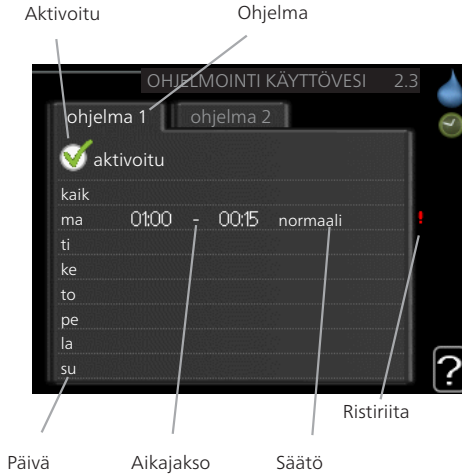 Aktivoitu Ohjelma
OHJELMOINTI KÄYTTÖVESI 2.3
ohjelma 1 ohjelma 2
aktivoitu
kaik
ma 01:00 - 00:15 normaali !
ti
ke
to
pe
la
su
?
Ristiriita
Päivä Aikajakso Säätö